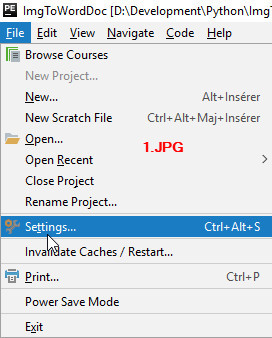 PE ImgToWordDoc [D:\Development\Python\ImgT
File Edit View Navigate Code Help
Browse Courses
New Project...
New... Alt+Insérer
New Scratch File Ctrl+Alt+Maj+Insérer
Open...
1.JPG
Open Recent
Close Project
Rename Project...
Settings... Ctrl+Alt+S
Invalidate Caches / Restart...
Print... Ctrl+P
Power Save Mode
Exit